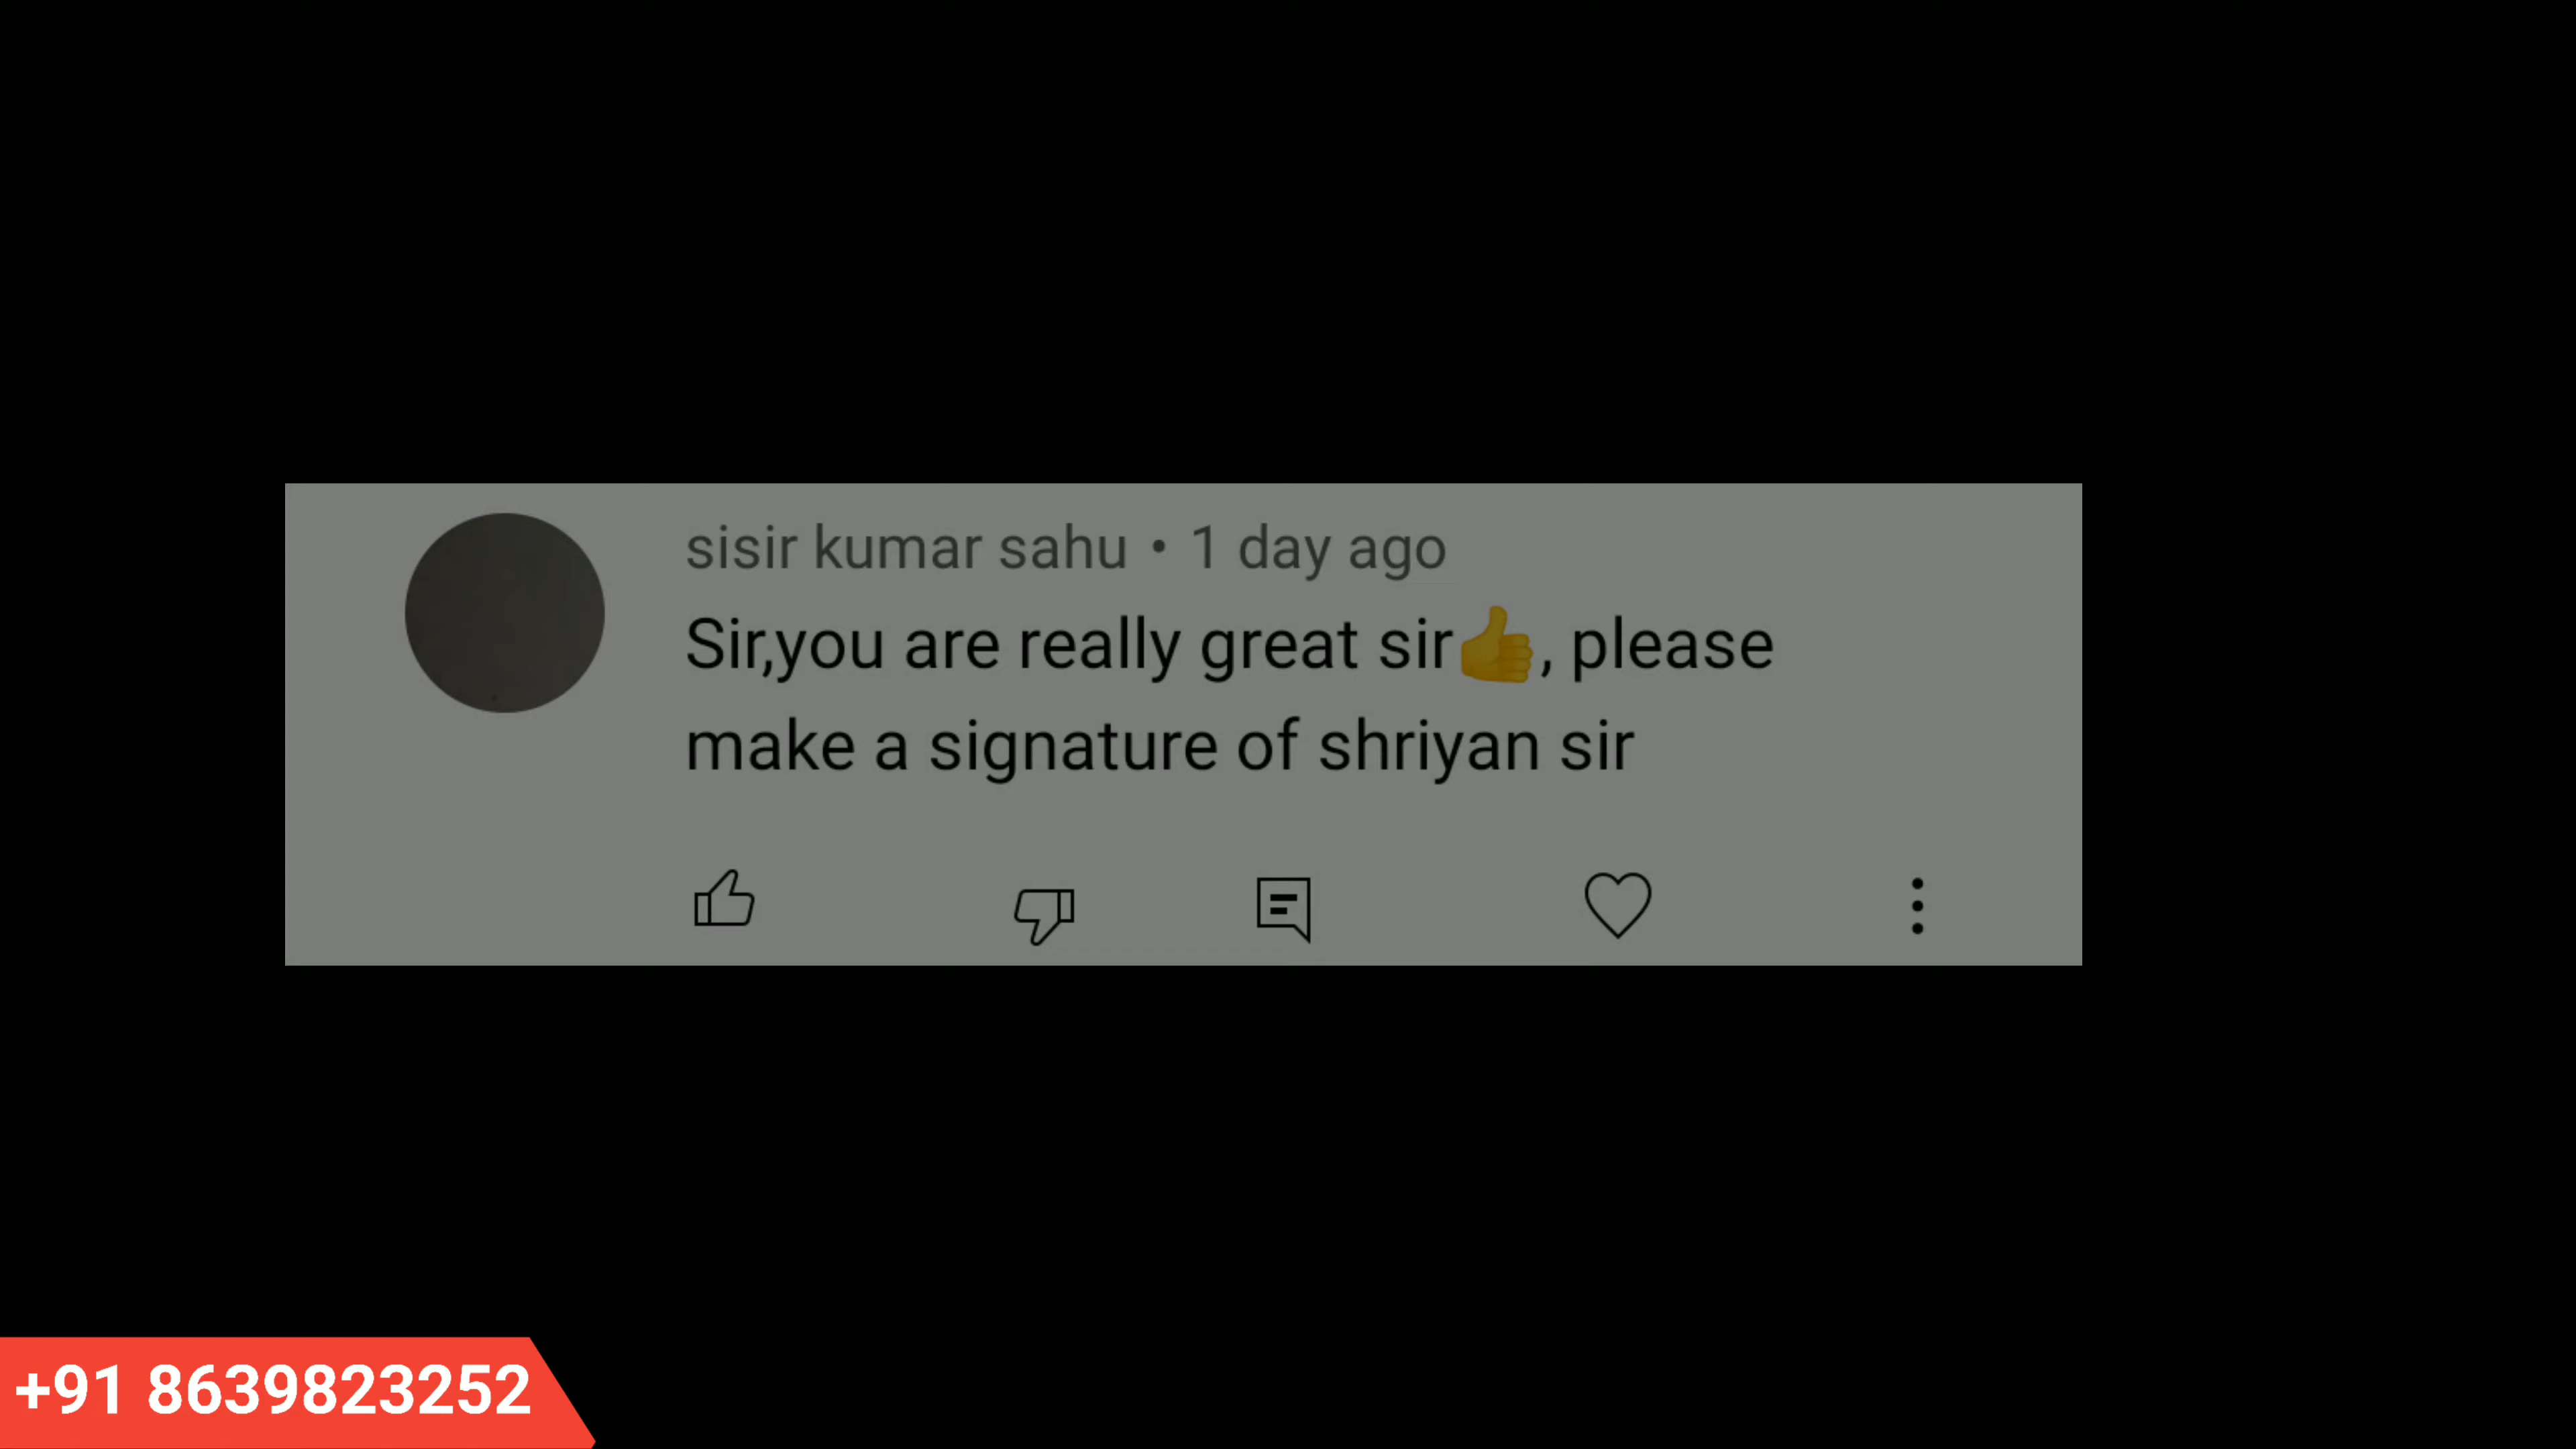 sisir kumar sahu • 1 day ago
Sir,you are really great sir👍, please
make a signature of shriyan sir
+91 8639823252